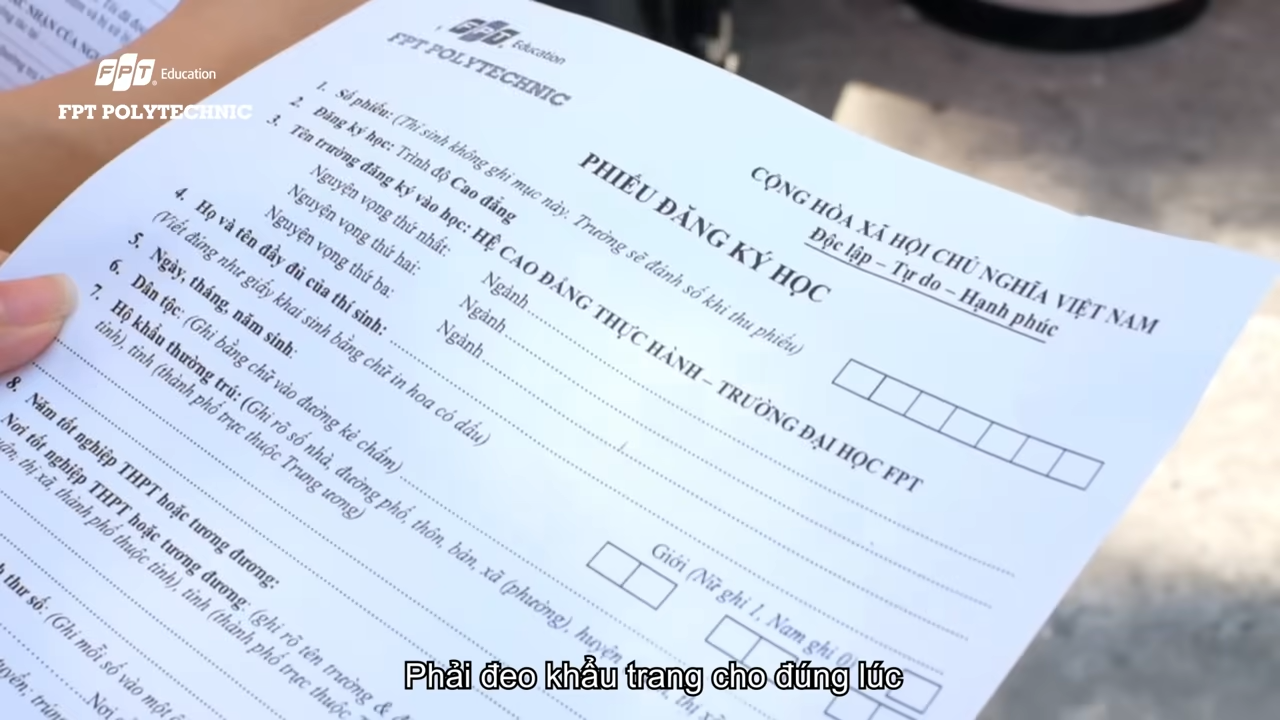 FPT Education
FPT POLYTECHNIC
FPT Education
FPT POLYTECHNIC
CỘNG HÒA XÃ HỘI CHỦ NGHĨA VIỆT NAM
Độc lập – Tự do – Hạnh phúc
PHIẾU ĐĂNG KÝ HỌC
1. Số phiếu: (Thí sinh không ghi mục này. Trường sẽ đánh số khi thu phiếu)
2. Đăng ký học: Trình độ Cao đẳng
3. Tên trường đăng ký vào học: HỆ CAO ĐẲNG THỰC HÀNH – TRƯỜNG ĐẠI HỌC FPT
Nguyện vọng thứ nhất: Ngành
Nguyện vọng thứ hai: Ngành
Nguyện vọng thứ ba: Ngành
4. Họ và tên đầy đủ của thí sinh:
(Viết đúng như giấy khai sinh bằng chữ in hoa có dấu)
Giới (Nữ ghi 1, Nam ghi 0)
5. Ngày, tháng, năm sinh:
6. Dân tộc: (Ghi bằng chữ vào đường kẻ chấm)
7. Hộ khẩu thường trú: (Ghi rõ số nhà, đường phố, thôn, bản, xã (phường), huyện
tỉnh), tỉnh (thành phố trực thuộc Trung ương)
8. Năm tốt nghiệp THPT hoặc tương đương:
Nơi tốt nghiệp THPT hoặc tương đương: (ghi rõ tên trường &
thị xã, thành phố thuộc tỉnh), tỉnh (thành phố trực thuộc
thư số: (Ghi mỗi số vào một
Phải đeo khẩu trang cho đúng lúc